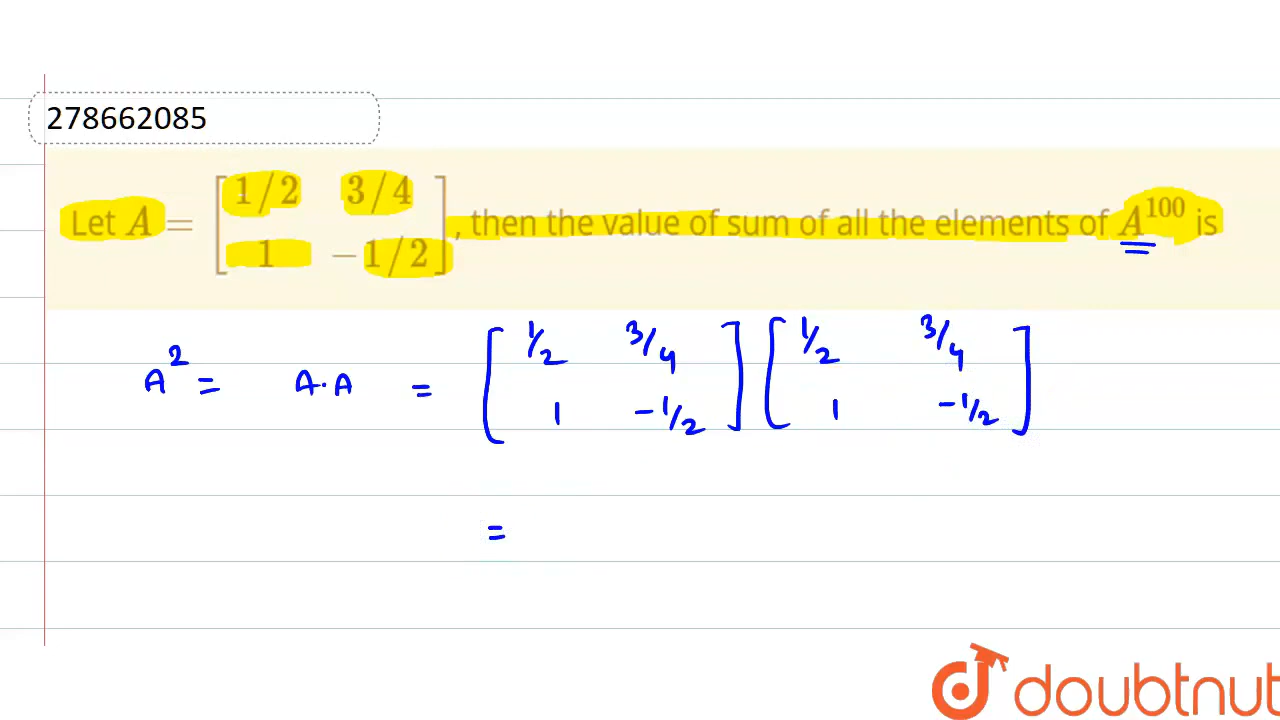 278662085
Let A = [1/2 3/4
1 −1/2], then the value of sum of all the elements of A^100 is
A^2 = A·A = [1/2 3/4 [1/2 3/4
1 -1/2] 1 -1/2]
=
doubtnut